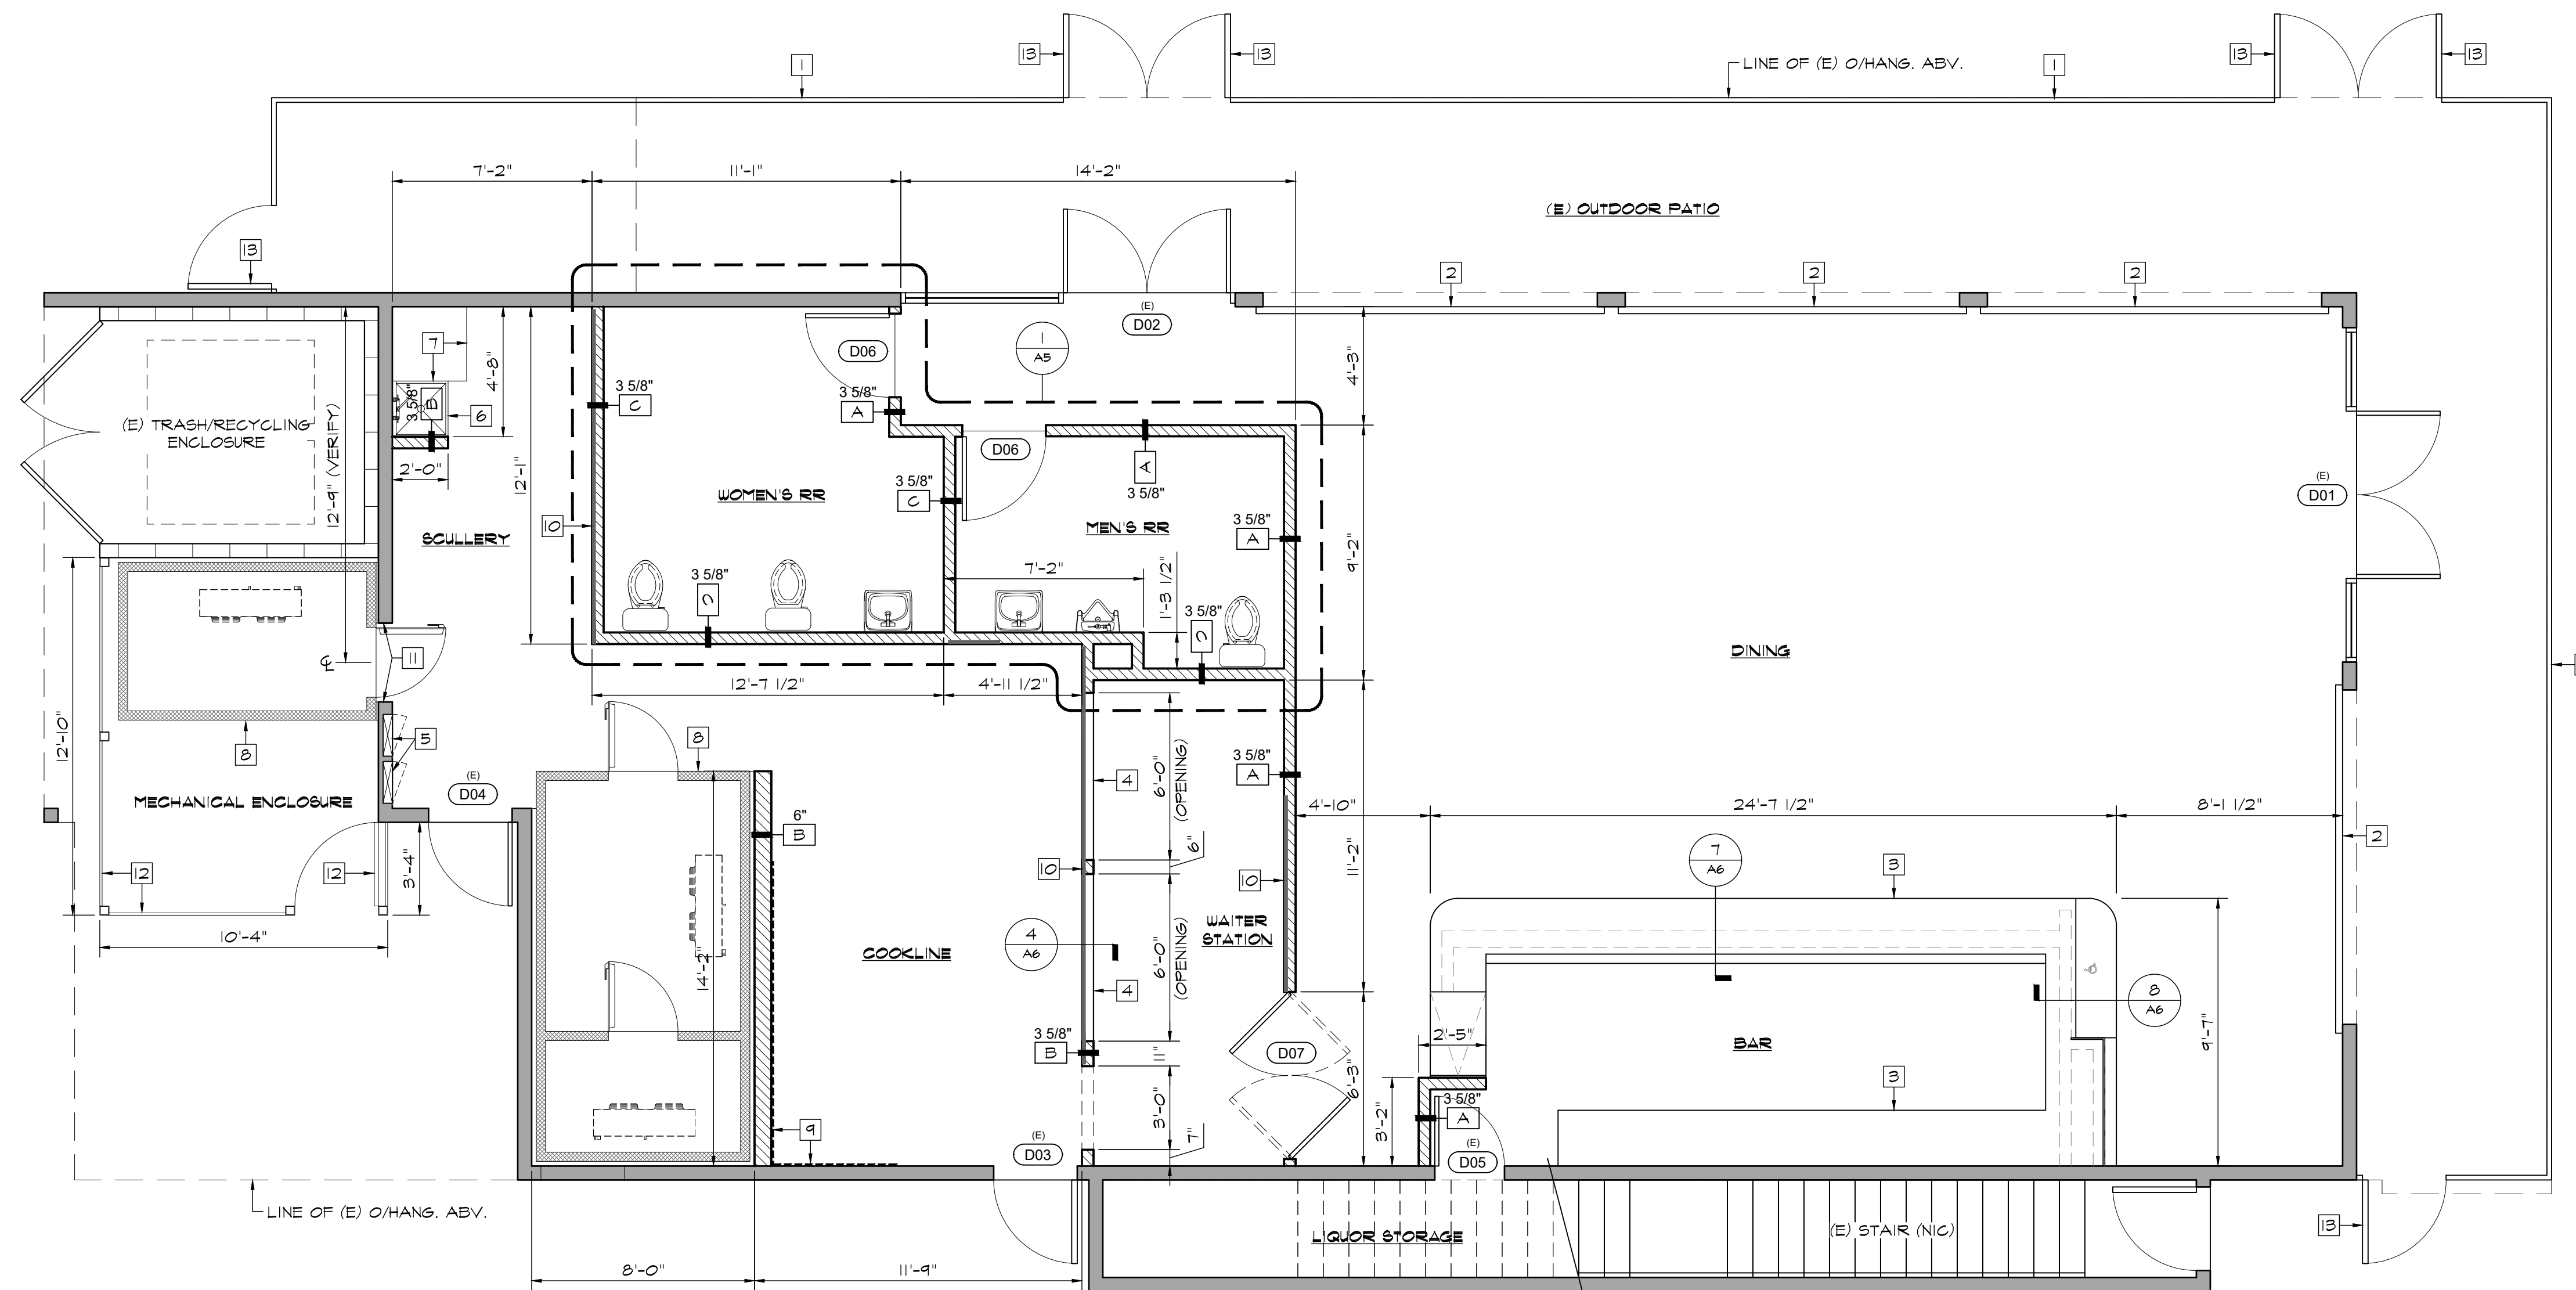 13
13
13
13
1
LINE OF (E) O/HANG. ABV.
1
7'-2"
11'-1"
14'-2"
(E) OUTDOOR PATIO
13
2
2
2
(E)
D02
7
4'-8"
D06
1
A5
4'-3"
3 5/8"
B
6
3 5/8"
C
3 5/8"
A
(E) TRASH/RECYCLING
ENCLOSURE
12'-9" (VERIFY)
2'-0"
12'-1"
D06
A
3 5/8"
3 5/8"
C
WOMEN'S RR
(E)
D01
10
MEN'S RR
3 5/8"
A
9'-2"
SCULLERY
7'-2"
1'-3 1/2"
3 5/8"
C
3 5/8"
C
11
DINING
12'-7 1/2"
4'-11 1/2"
12'-10"
8
5
8
(E)
D04
4
6'-0"
(OPENING)
3 5/8"
A
MECHANICAL ENCLOSURE
6"
B
4'-10"
24'-7 1/2"
8'-1 1/2"
2
12
12
3'-4"
10
6"
10
11'-2"
7
A6
3
10'-4"
14'-2"
COOKLINE
4
A6
6'-0"
(OPENING)
WAITER
STATION
4
8
A6
3 5/8"
B
11"
D07
2'-5"
BAR
9'-7"
6'-3"
3
3'-0"
3 5/8"
A
3'-2"
9
7"
(E)
D03
(E)
D05
LINE OF (E) O/HANG. ABV.
LIQUOR STORAGE
(E) STAIR (NIC)
13
8'-0"
11'-9"